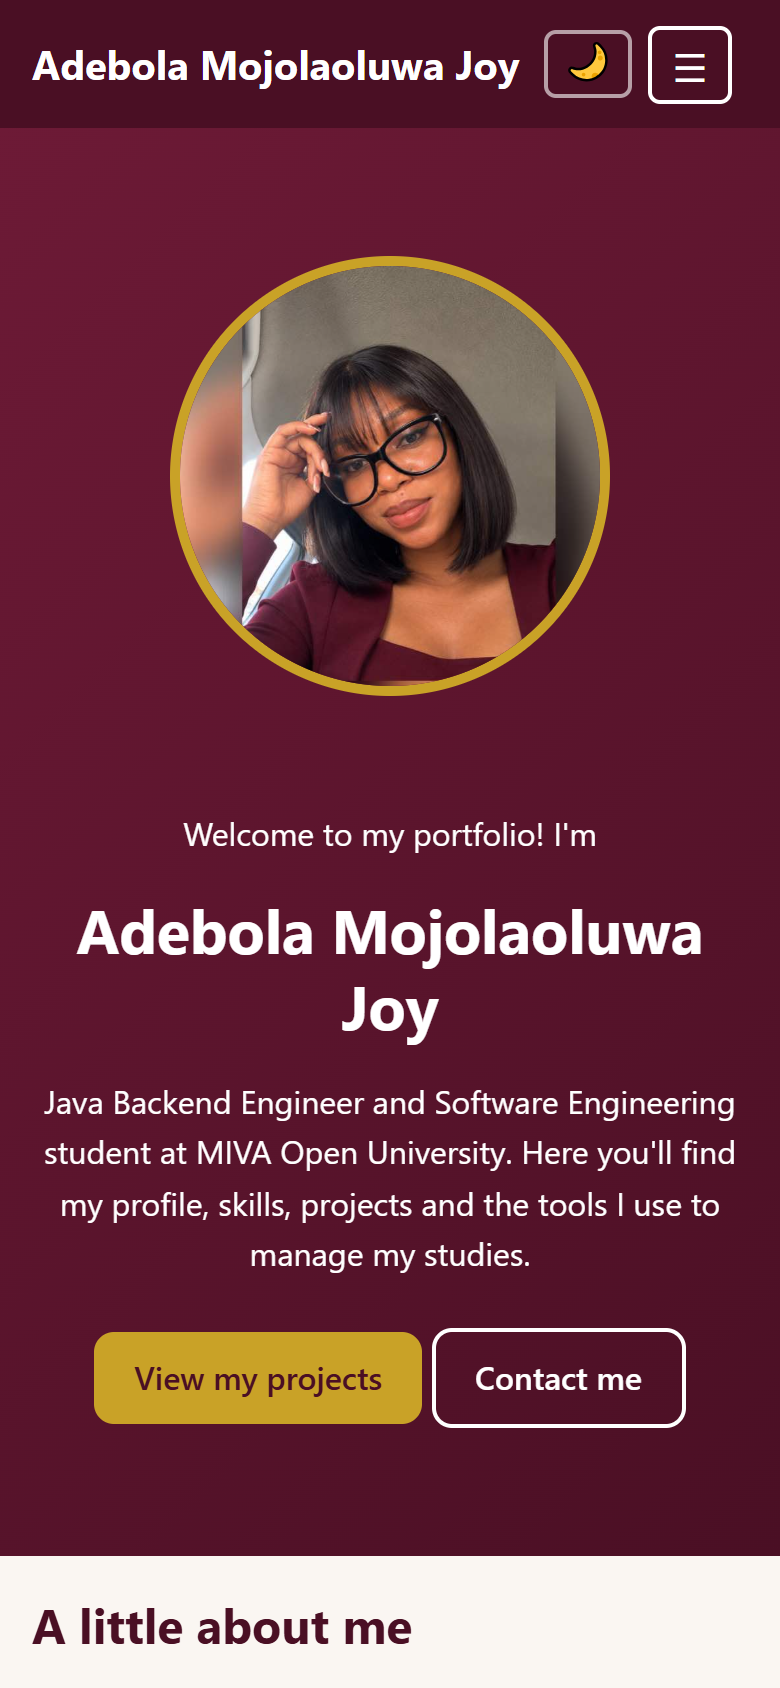 Adebola Mojolaoluwa Joy
Welcome to my portfolio! I'm
Adebola Mojolaoluwa
Joy
Java Backend Engineer and Software Engineering
student at MIVA Open University. Here you'll find
my profile, skills, projects and the tools I use to
manage my studies.
View my projects
Contact me
A little about me